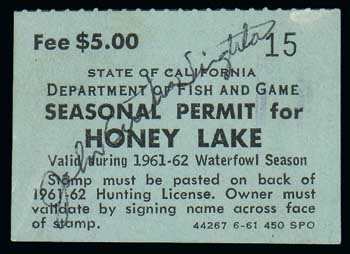 Fee $5.00 15
STATE OF CALIFORNIA
DEPARTMENT OF FISH AND GAME
SEASONAL PERMIT for
HONEY LAKE
Valid during 1961-62 Waterfowl Season
Stamp must be pasted on back of
1961-62 Hunting License. Owner must
validate by signing name across face
of stamp.
44267 6-61 450 SPO
John